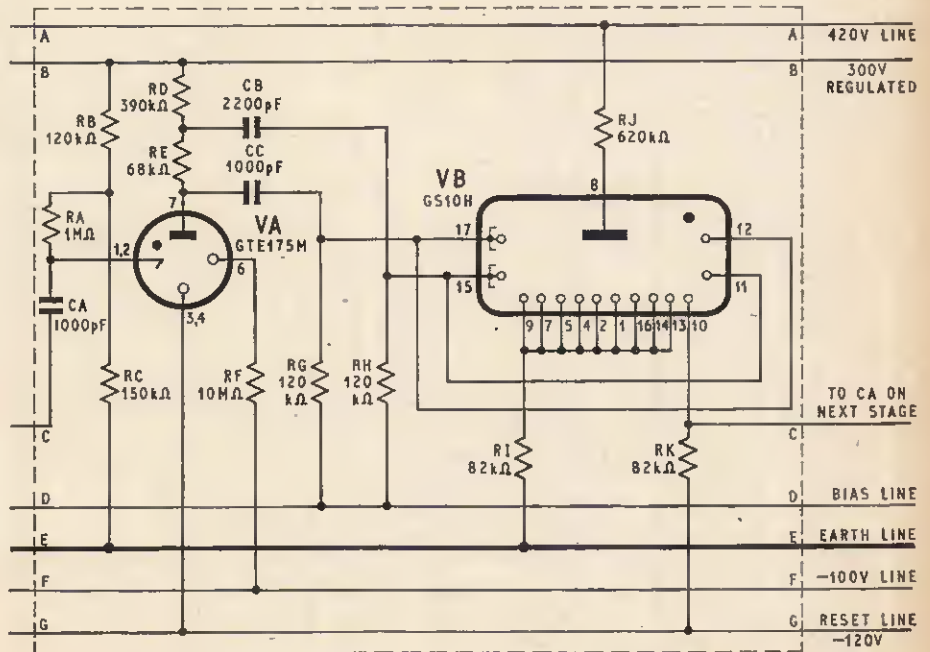 A
A
420V LINE
B
B
300V
REGULATED
RD
390kΩ
CB
2200pF
RB
120kΩ
RJ
620kΩ
RE
68kΩ
CC
1000pF
VB
GS10H
8
7
VA
GTE175M
RA
1MΩ
17
12
1,2
6
15
11
CA
1000pF
3,4
9
7
5
4
2
1
16
14
13
10
RC
150kΩ
RF
10MΩ
RG
120
kΩ
RH
120
kΩ
TO CA ON
NEXT STAGE
C
C
RI
82kΩ
RK
82kΩ
D
D
BIAS LINE
E
E
EARTH LINE
F
F
-100V LINE
G
G
RESET LINE
-120V